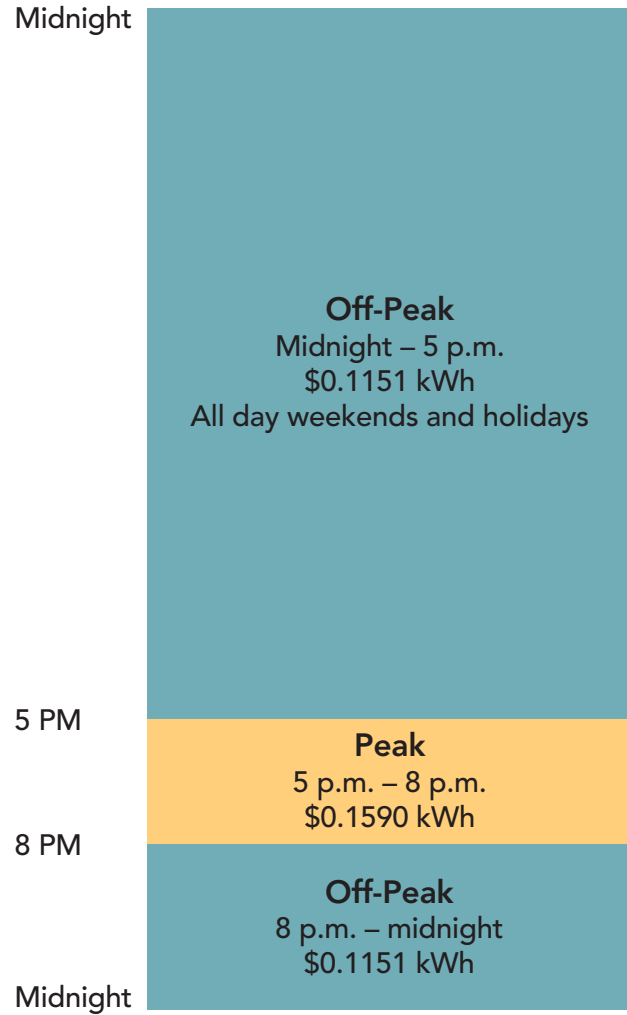 Midnight
Off-Peak
Midnight – 5 p.m.
$0.1151 kWh
All day weekends and holidays
5 PM
Peak
5 p.m. – 8 p.m.
$0.1590 kWh
8 PM
Off-Peak
8 p.m. – midnight
$0.1151 kWh
Midnight